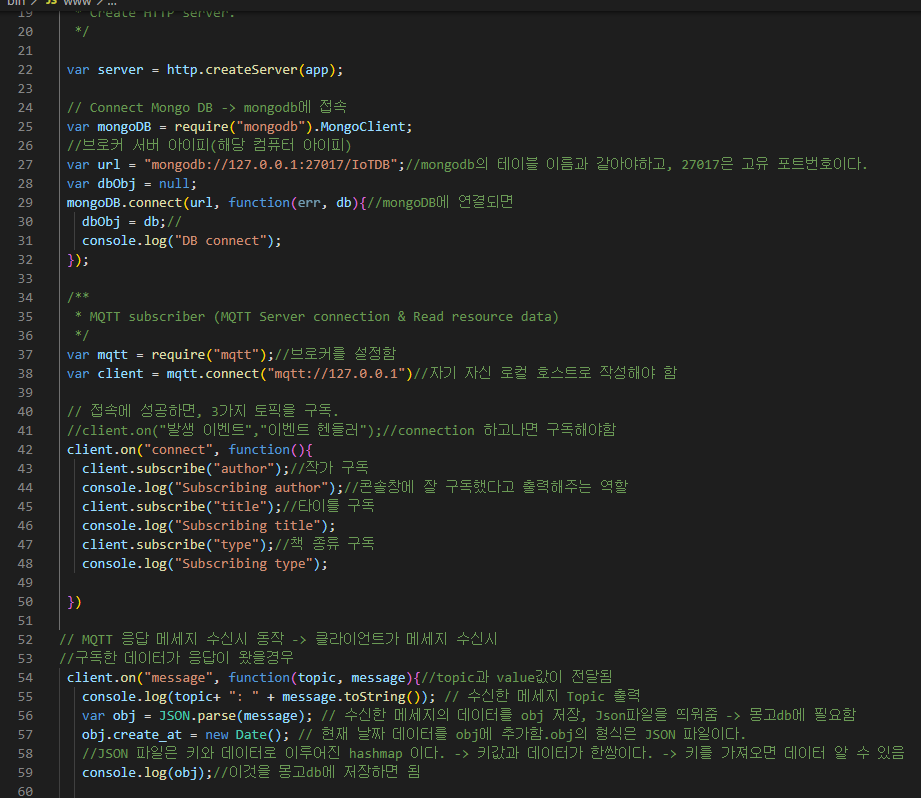 bin > JS www > ...
19 * Create HTTP server.
20 */
21
22 var server = http.createServer(app);
23
24 // Connect Mongo DB -> mongodb에 접속
25 var mongoDB = require("mongodb").MongoClient;
26 //브로커 서버 아이피(해당 컴퓨터 아이피)
27 var url = "mongodb://127.0.0.1:27017/IoTDB";//mongodb의 테이블 이름과 같아야하고, 27017은 고유 포트번호이다.
28 var dbObj = null;
29 mongoDB.connect(url, function(err, db){//mongoDB에 연결되면
30 dbObj = db;//
31 console.log("DB connect");
32 });
33
34 /**
35 * MQTT subscriber (MQTT Server connection & Read resource data)
36 */
37 var mqtt = require("mqtt");//브로커를 설정함
38 var client = mqtt.connect("mqtt://127.0.0.1")//자기 자신 로컬 호스트로 작성해야 함
39
40 // 접속에 성공하면, 3가지 토픽을 구독.
41 //client.on("발생 이벤트","이벤트 헨들러");//connection 하고나면 구독해야함
42 client.on("connect", function(){
43 client.subscribe("author");//작가 구독
44 console.log("Subscribing author");//콘솔창에 잘 구독했다고 출력해주는 역할
45 client.subscribe("title");//타이틀 구독
46 console.log("Subscribing title");
47 client.subscribe("type");//책 종류 구독
48 console.log("Subscribing type");
49
50 })
51
52 // MQTT 응답 메세지 수신시 동작 -> 클라이언트가 메세지 수신시
53 //구독한 데이터가 응답이 왔을경우
54 client.on("message", function(topic, message){//topic과 value값이 전달됨
55 console.log(topic+ ": " + message.toString()); // 수신한 메세지 Topic 출력
56 var obj = JSON.parse(message); // 수신한 메세지의 데이터를 obj 저장, Json파일을 띄워줌 -> 몽고db에 필요함
57 obj.create_at = new Date(); // 현재 날짜 데이터를 obj에 추가함.obj의 형식은 JSON 파일이다.
58 //JSON 파일은 키와 데이터로 이루어진 hashmap 이다. -> 키값과 데이터가 한쌍이다. -> 키를 가져오면 데이터 알 수 있음
59 console.log(obj);//이것을 몽고db에 저장하면 됨
60